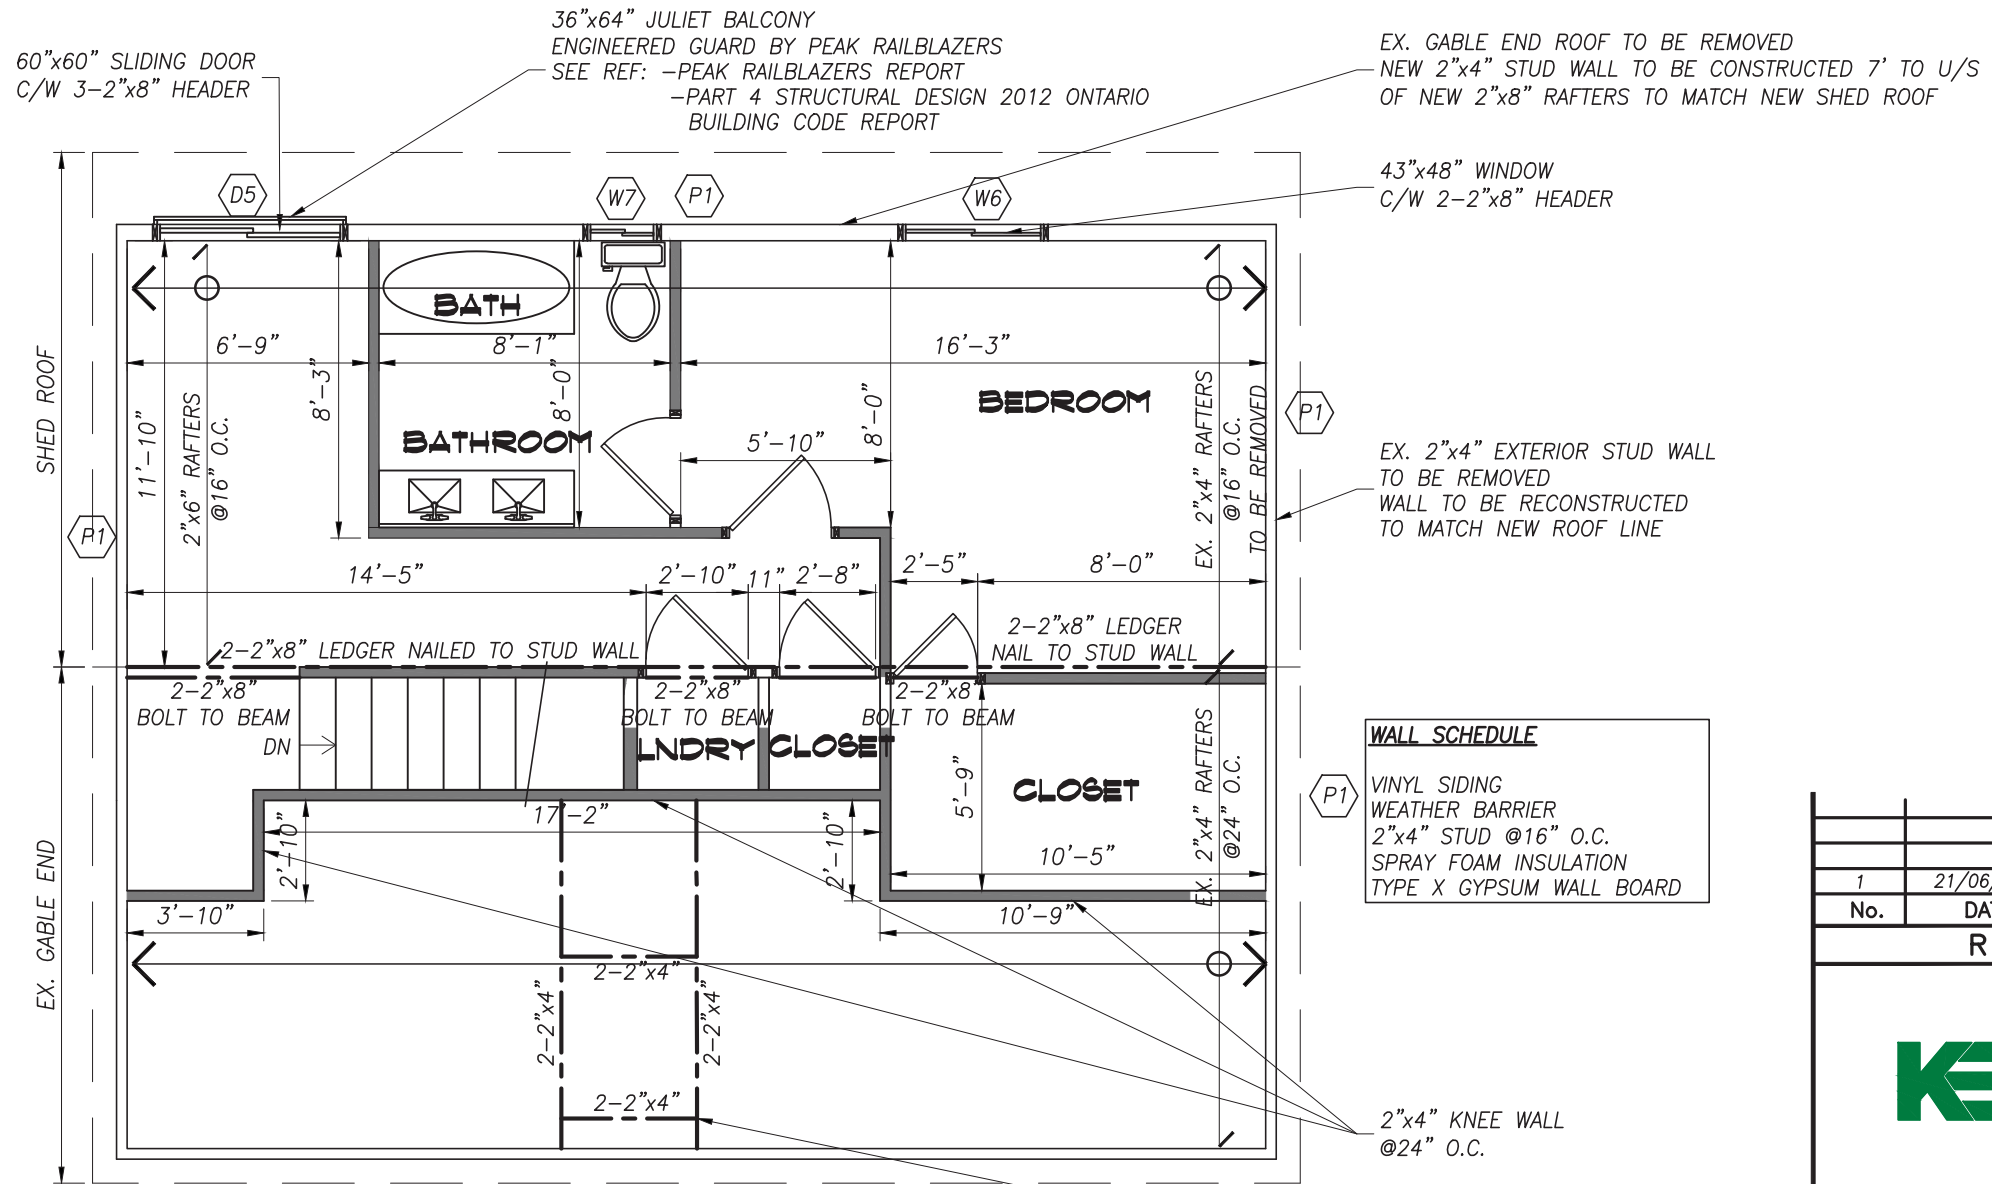 36"x64" JULIET BALCONY
ENGINEERED GUARD BY PEAK RAILBLAZERS
SEE REF: -PEAK RAILBLAZERS REPORT
-PART 4 STRUCTURAL DESIGN 2012 ONTARIO
BUILDING CODE REPORT
60"x60" SLIDING DOOR
C/W 3-2"x8" HEADER
EX. GABLE END ROOF TO BE REMOVED
NEW 2"x4" STUD WALL TO BE CONSTRUCTED 7' TO U/S
OF NEW 2"x8" RAFTERS TO MATCH NEW SHED ROOF
43"x48" WINDOW
C/W 2-2"x8" HEADER
D5
W7
P1
W6
BATH
6'-9"
8'-1"
16'-3"
SHED ROOF
11'-10"
2"x6" RAFTERS
@16" O.C.
8'-3"
8'-0"
8'-0"
BEDROOM
BATHROOM
5'-10"
EX. 2"x4" RAFTERS
@16" O.C.
TO BE REMOVED
P1
P1
EX. 2"x4" EXTERIOR STUD WALL
TO BE REMOVED
WALL TO BE RECONSTRUCTED
TO MATCH NEW ROOF LINE
14'-5"
2'-10"
11"
2'-8"
2'-5"
8'-0"
2-2"x8" LEDGER NAILED TO STUD WALL
2-2"x8" LEDGER
NAIL TO STUD WALL
2-2"x8"
BOLT TO BEAM
2-2"x8"
BOLT TO BEAM
2-2"x8"
BOLT TO BEAM
DN
LNDRY
CLOSET
CLOSET
5'-9"
EX. 2"x4" RAFTERS
@24" O.C.
P1
WALL SCHEDULE
VINYL SIDING
WEATHER BARRIER
2"x4" STUD @16" O.C.
SPRAY FOAM INSULATION
TYPE X GYPSUM WALL BOARD
17'-2"
2'-10"
2'-10"
10'-5"
3'-10"
10'-9"
EX. GABLE END
2-2"x4"
2-2"x4"
2-2"x4"
2-2"x4"
2"x4" KNEE WALL
@24" O.C.
1 21/06/
No. DA
R
KE